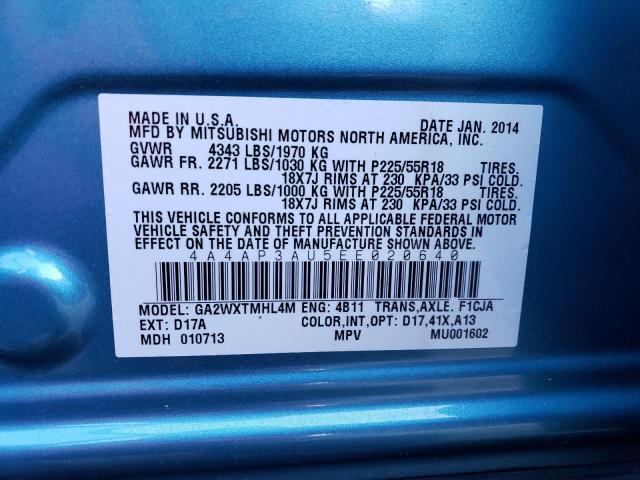 MADE IN U.S.A. DATE JAN. 2014
MFD BY MITSUBISHI MOTORS NORTH AMERICA, INC.
GVWR 4343 LBS/1970 KG
GAWR FR. 2271 LBS/1030 KG WITH P225/55R18 TIRES.
18X7J RIMS AT 230 KPA/33 PSI COLD.
GAWR RR. 2205 LBS/1000 KG WITH P225/55R18 TIRES.
18X7J RIMS AT 230 KPA/33 PSI COLD.
THIS VEHICLE CONFORMS TO ALL APPLICABLE FEDERAL MOTOR
VEHICLE SAFETY AND THEFT PREVENTION STANDARDS IN
EFFECT ON THE DATE OF MANUFACTURE SHOWN ABOVE.
4A4AP3AU5EE020640
MODEL: GA2WXTMHL4M ENG: 4B11 TRANS,AXLE. F1CJA
EXT: D17A COLOR,INT,OPT: D17,41X,A13
MDH 010713 MPV MU001602